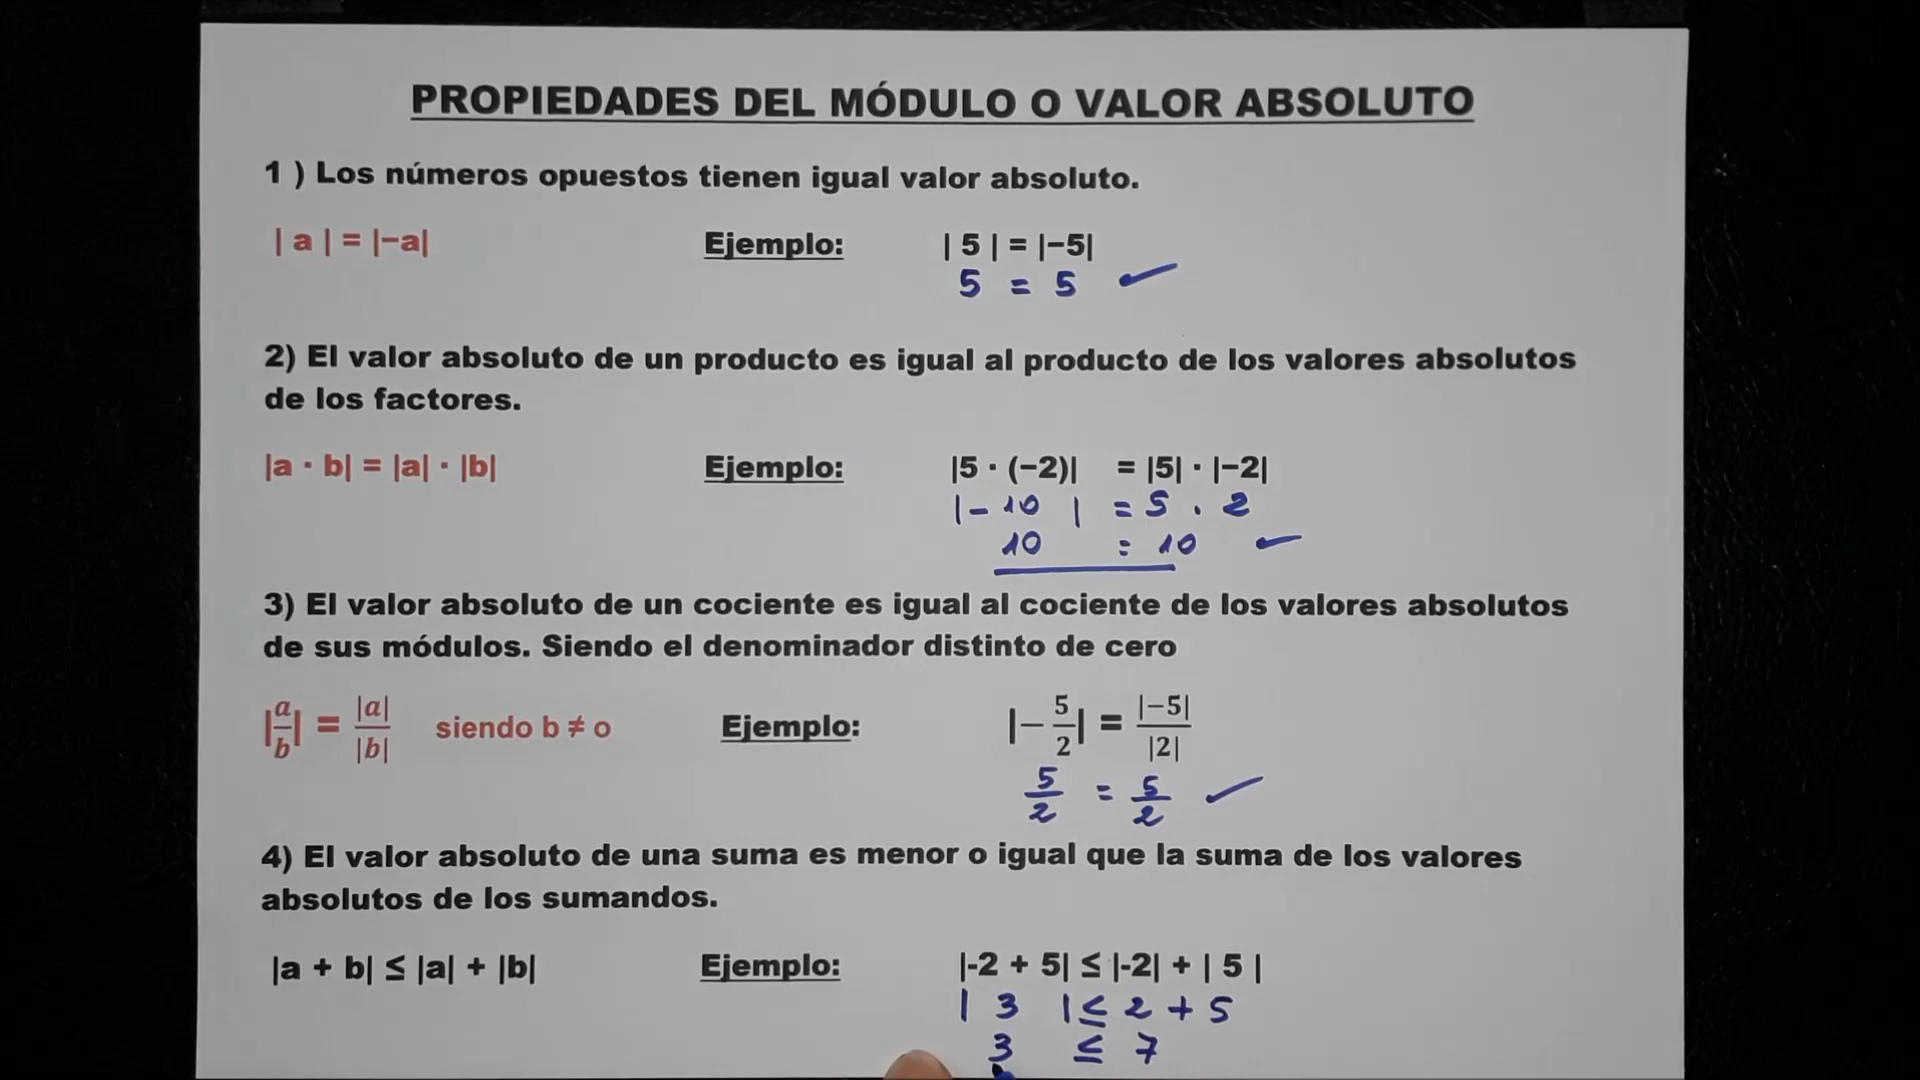 PROPIEDADES DEL MÓDULO O VALOR ABSOLUTO
1 ) Los números opuestos tienen igual valor absoluto.
| a | = |−a| Ejemplo: | 5 | = |−5|
5 = 5 ✓
2) El valor absoluto de un producto es igual al producto de los valores absolutos
de los factores.
|a · b| = |a| · |b| Ejemplo: |5 · (−2)| = |5| · |−2|
|- 10 | = 5 . 2
10 = 10 ✓
3) El valor absoluto de un cociente es igual al cociente de los valores absolutos
de sus módulos. Siendo el denominador distinto de cero
|a/b| = |a|/|b| siendo b ≠ o Ejemplo: |−5/2| = |−5|/|2|
5/2 = 5/2 ✓
4) El valor absoluto de una suma es menor o igual que la suma de los valores
absolutos de los sumandos.
|a + b| ≤ |a| + |b| Ejemplo: |-2 + 5| ≤ |-2| + | 5 |
| 3 | ≤ 2 + 5
3 ≤ 7